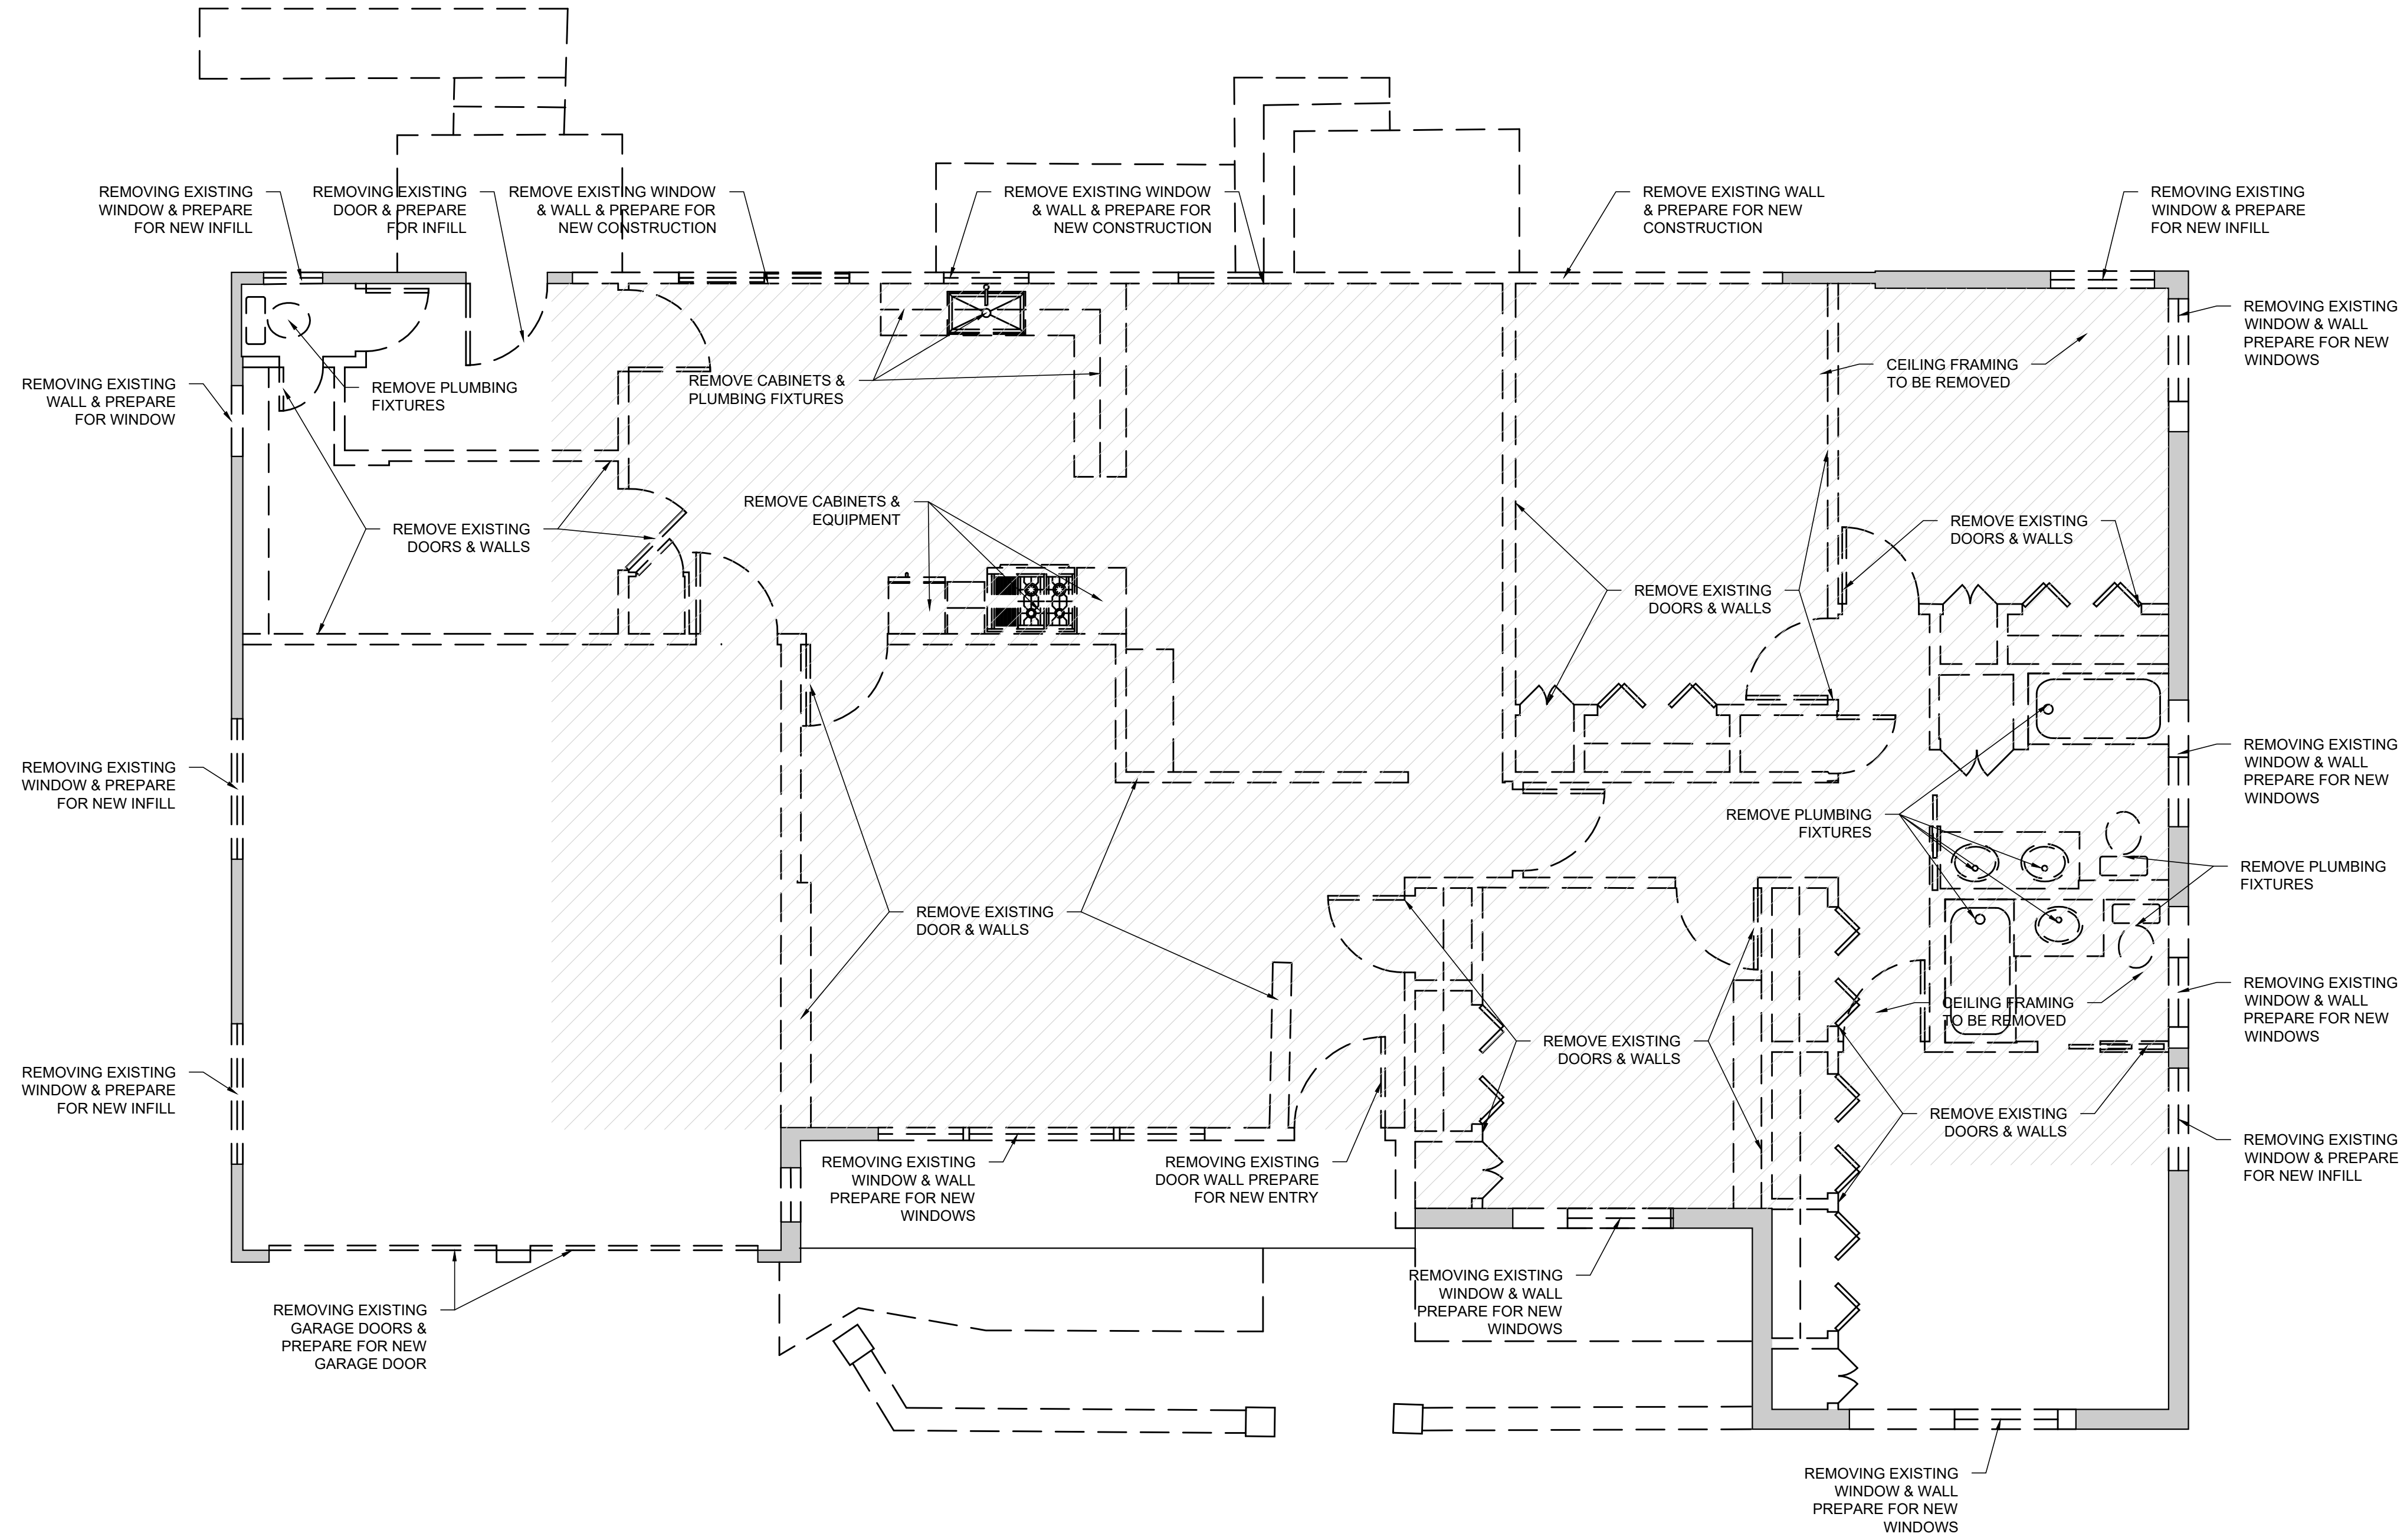 REMOVING EXISTING
WINDOW & PREPARE
FOR NEW INFILL
REMOVING EXISTING
DOOR & PREPARE
FOR INFILL
REMOVE EXISTING WINDOW
& WALL & PREPARE FOR
NEW CONSTRUCTION
REMOVE EXISTING WINDOW
& WALL & PREPARE FOR
NEW CONSTRUCTION
REMOVE EXISTING WALL
& PREPARE FOR NEW
CONSTRUCTION
REMOVING EXISTING
WINDOW & PREPARE
FOR NEW INFILL
REMOVING EXISTING
WINDOW & WALL
PREPARE FOR NEW
WINDOWS
REMOVING EXISTING
WALL & PREPARE
FOR WINDOW
REMOVE PLUMBING
FIXTURES
REMOVE CABINETS &
PLUMBING FIXTURES
CEILING FRAMING
TO BE REMOVED
REMOVE EXISTING
DOORS & WALLS
REMOVE CABINETS &
EQUIPMENT
REMOVE EXISTING
DOORS & WALLS
REMOVE EXISTING
DOORS & WALLS
REMOVING EXISTING
WINDOW & PREPARE
FOR NEW INFILL
REMOVING EXISTING
WINDOW & WALL
PREPARE FOR NEW
WINDOWS
REMOVE PLUMBING
FIXTURES
REMOVE PLUMBING
FIXTURES
REMOVE EXISTING
DOOR & WALLS
REMOVING EXISTING
WINDOW & WALL
PREPARE FOR NEW
WINDOWS
CEILING FRAMING
TO BE REMOVED
REMOVE EXISTING
DOORS & WALLS
REMOVING EXISTING
WINDOW & PREPARE
FOR NEW INFILL
REMOVE EXISTING
DOORS & WALLS
REMOVING EXISTING
WINDOW & PREPARE
FOR NEW INFILL
REMOVING EXISTING
WINDOW & WALL
PREPARE FOR NEW
WINDOWS
REMOVING EXISTING
DOOR WALL PREPARE
FOR NEW ENTRY
REMOVING EXISTING
WINDOW & WALL
PREPARE FOR NEW
WINDOWS
REMOVING EXISTING
GARAGE DOORS &
PREPARE FOR NEW
GARAGE DOOR
REMOVING EXISTING
WINDOW & WALL
PREPARE FOR NEW
WINDOWS